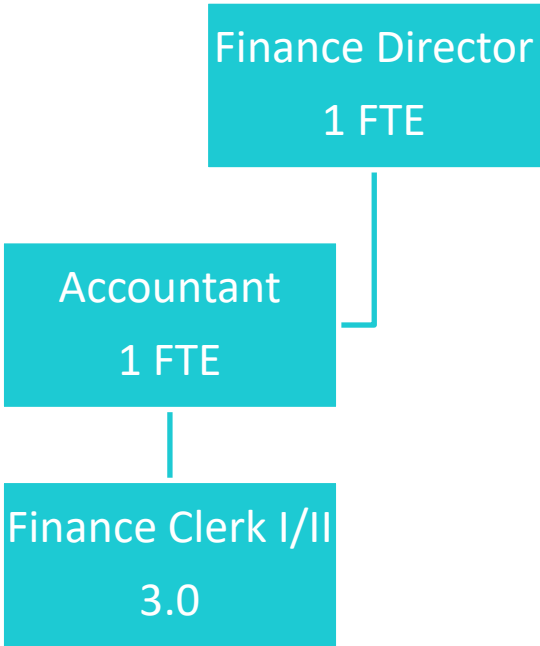 Finance Director
1 FTE
Accountant
1 FTE
Finance Clerk I/II
3.0